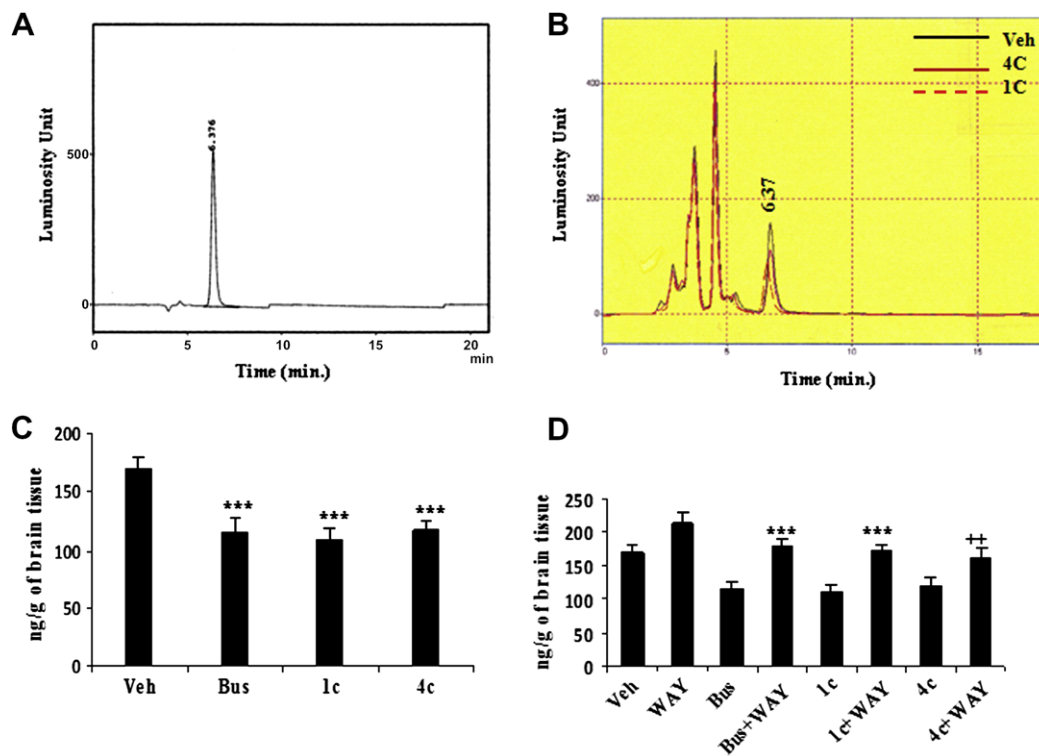 A
Luminosity Unit
500
0
6.376
0 5 10 15 20
min
Time (min.)
B
Luminosity Unit
400
200
0
Veh
4C
1C
6.37
0 5 10 15
Time (min.)
C
ng/g of brain tissue
200
150
100
50
0
*** *** ***
Veh Bus 1c 4c
D
ng/g of brain tissue
250
200
150
100
50
0
*** *** ++
Veh WAY Bus Bus+WAY 1c 1c+WAY 4c 4c+WAY